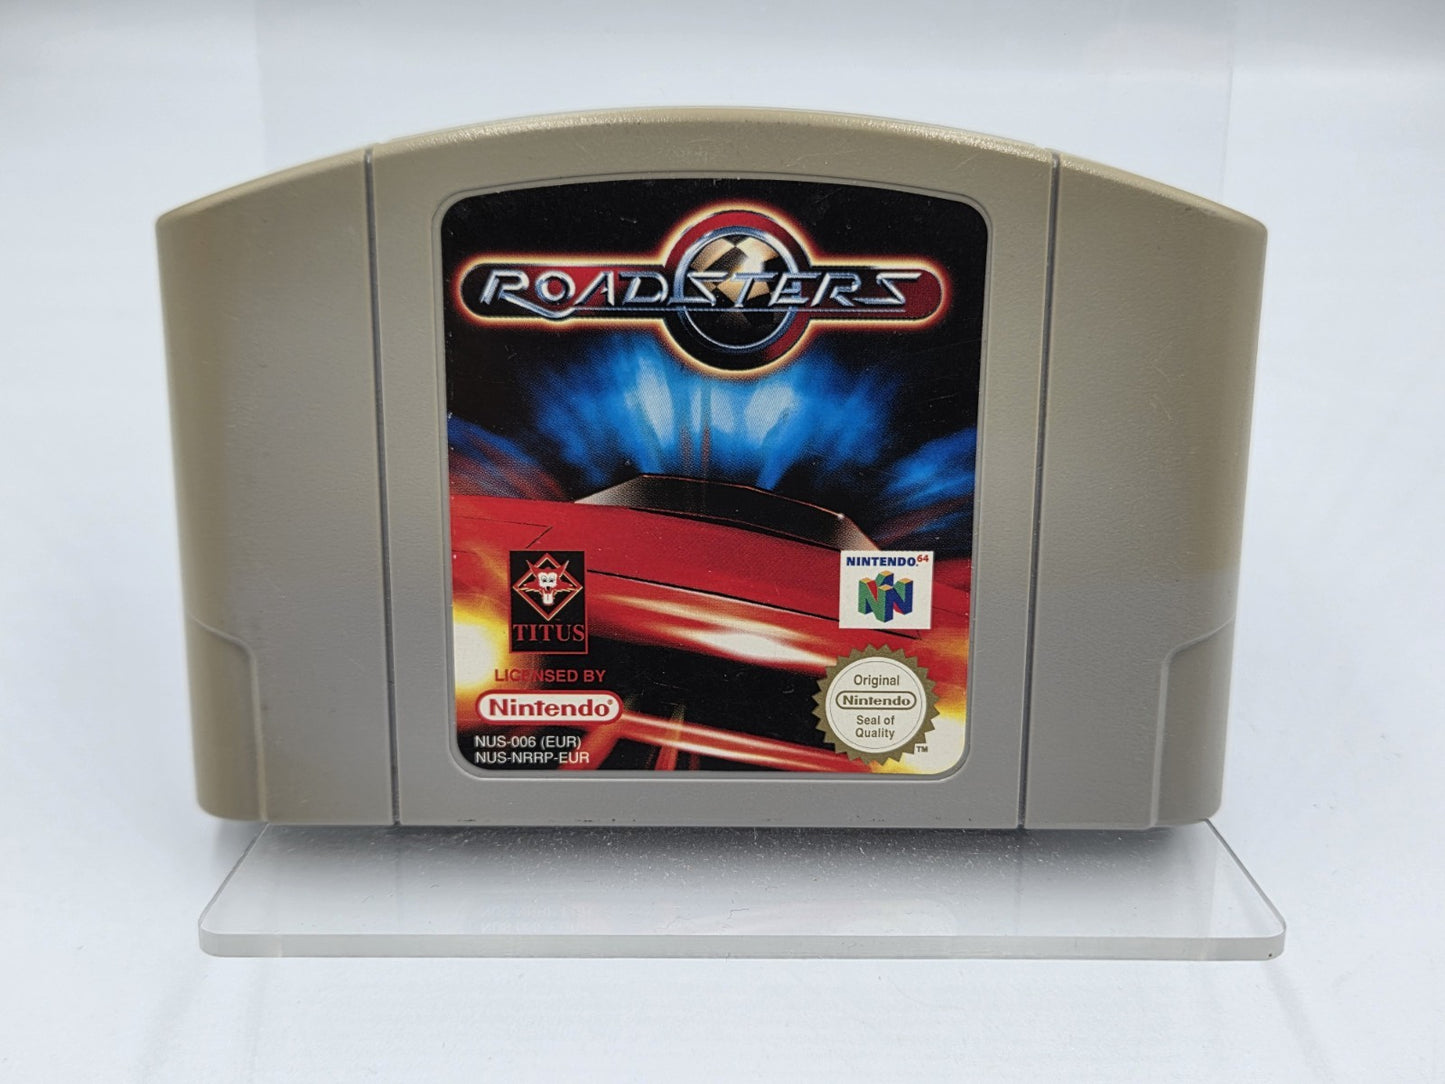 ROADSTERS
NINTENDO64
TITUS
LICENSED BY
Nintendo®
NUS-006 (EUR)
NUS-NRRP-EUR
Original
Nintendo
Seal of
Quality
TM